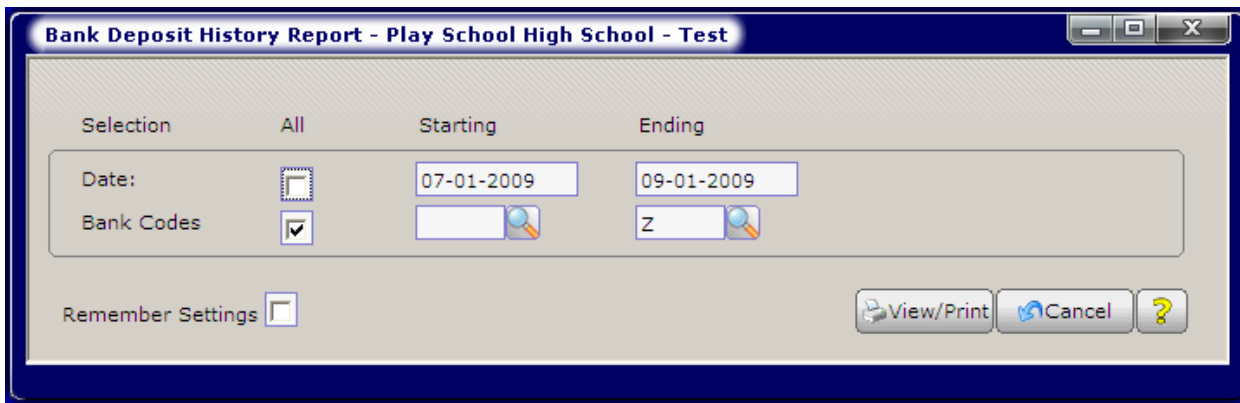 Bank Deposit History Report - Play School High School - Test
Selection All Starting Ending
Date: 07-01-2009 09-01-2009
Bank Codes Z
Remember Settings View/Print Cancel ?